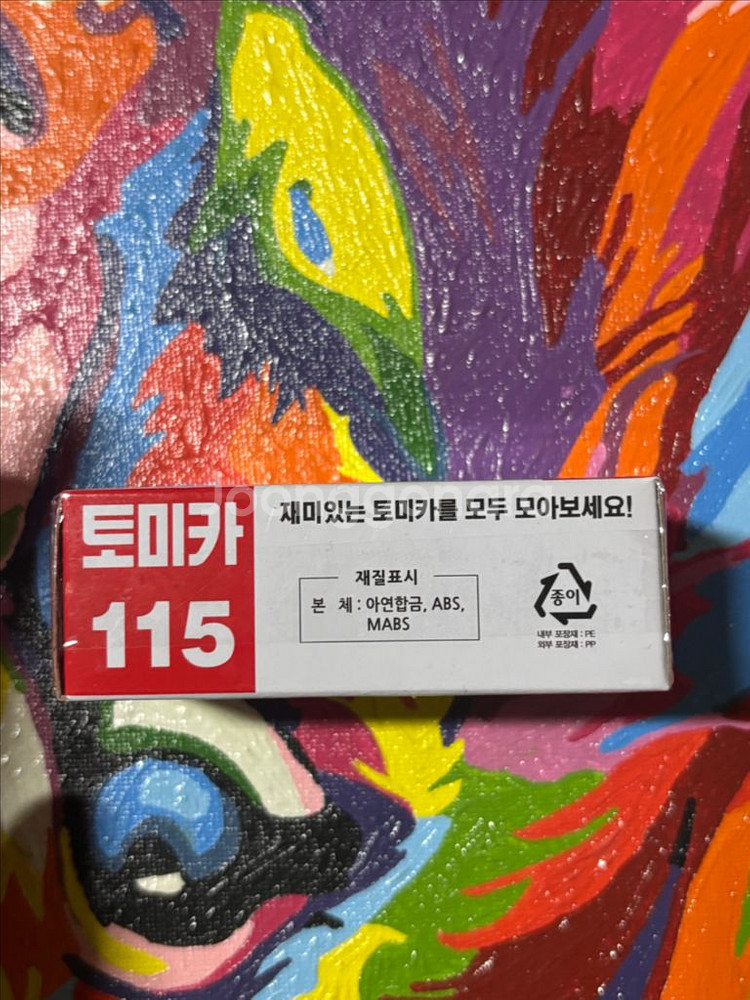 Joonggonara
토미카
115
재미있는 토미카를 모두 모아보세요!
재질표시
본 체 : 아연합금, ABS,
MABS
종이
내부 포장재 : PE
외부 포장재 : PP